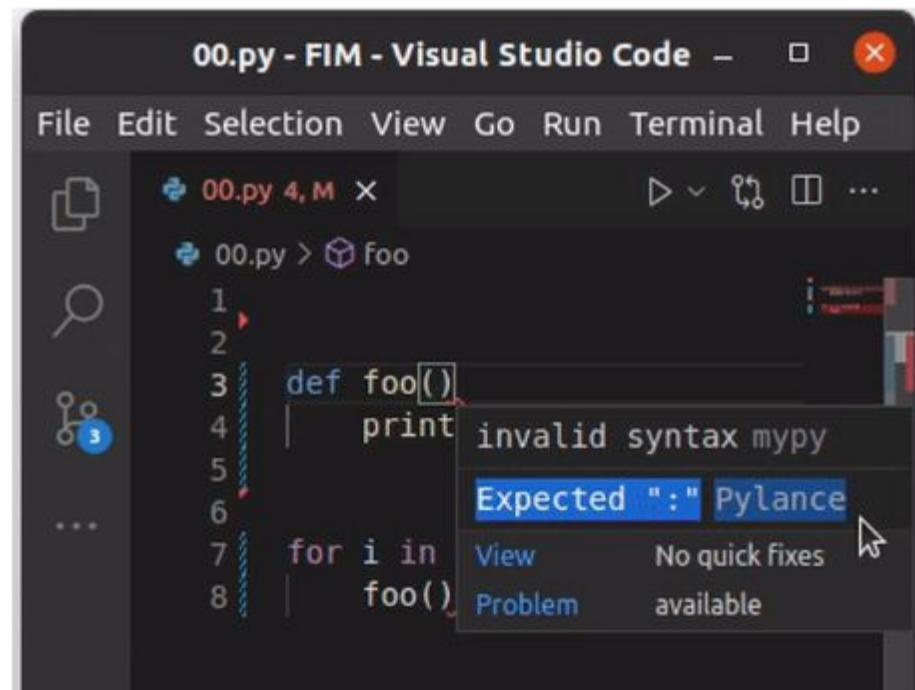 00.py - FIM - Visual Studio Code
File Edit Selection View Go Run Terminal Help
00.py 4, M
00.py > foo
1
2
3 def foo()
4 print
5
6
7 for i in
8 foo()
3
invalid syntax mypy
Expected ":" Pylance
View Problem
No quick fixes available